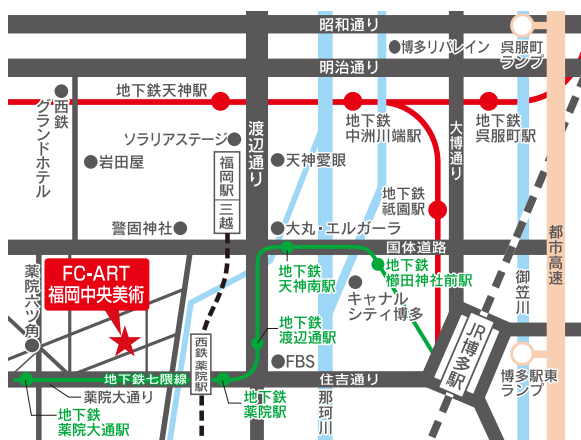 昭和通り
呉服町
ランプ
博多リバレイン
明治通り
地下鉄天神駅
西鉄
グランドホテル
地下鉄
中洲川端駅
地下鉄
呉服町駅
渡辺通り
大博通り
ソラリアステージ
岩田屋
福岡駅
三越
天神愛眼
地下鉄
祇園駅
警固神社
大丸・エルガーラ
国体道路
都市高速
薬院六ツ角
FC-ART
福岡中央美術
地下鉄
天神南駅
地下鉄
櫛田神社前駅
御笠川
キャナル
シティ博多
地下鉄
渡辺通駅
JR博多駅
西鉄薬院駅
FBS
地下鉄七隈線
住吉通り
博多駅東
ランプ
薬院大通り
地下鉄
薬院大通駅
地下鉄
薬院駅
那珂川